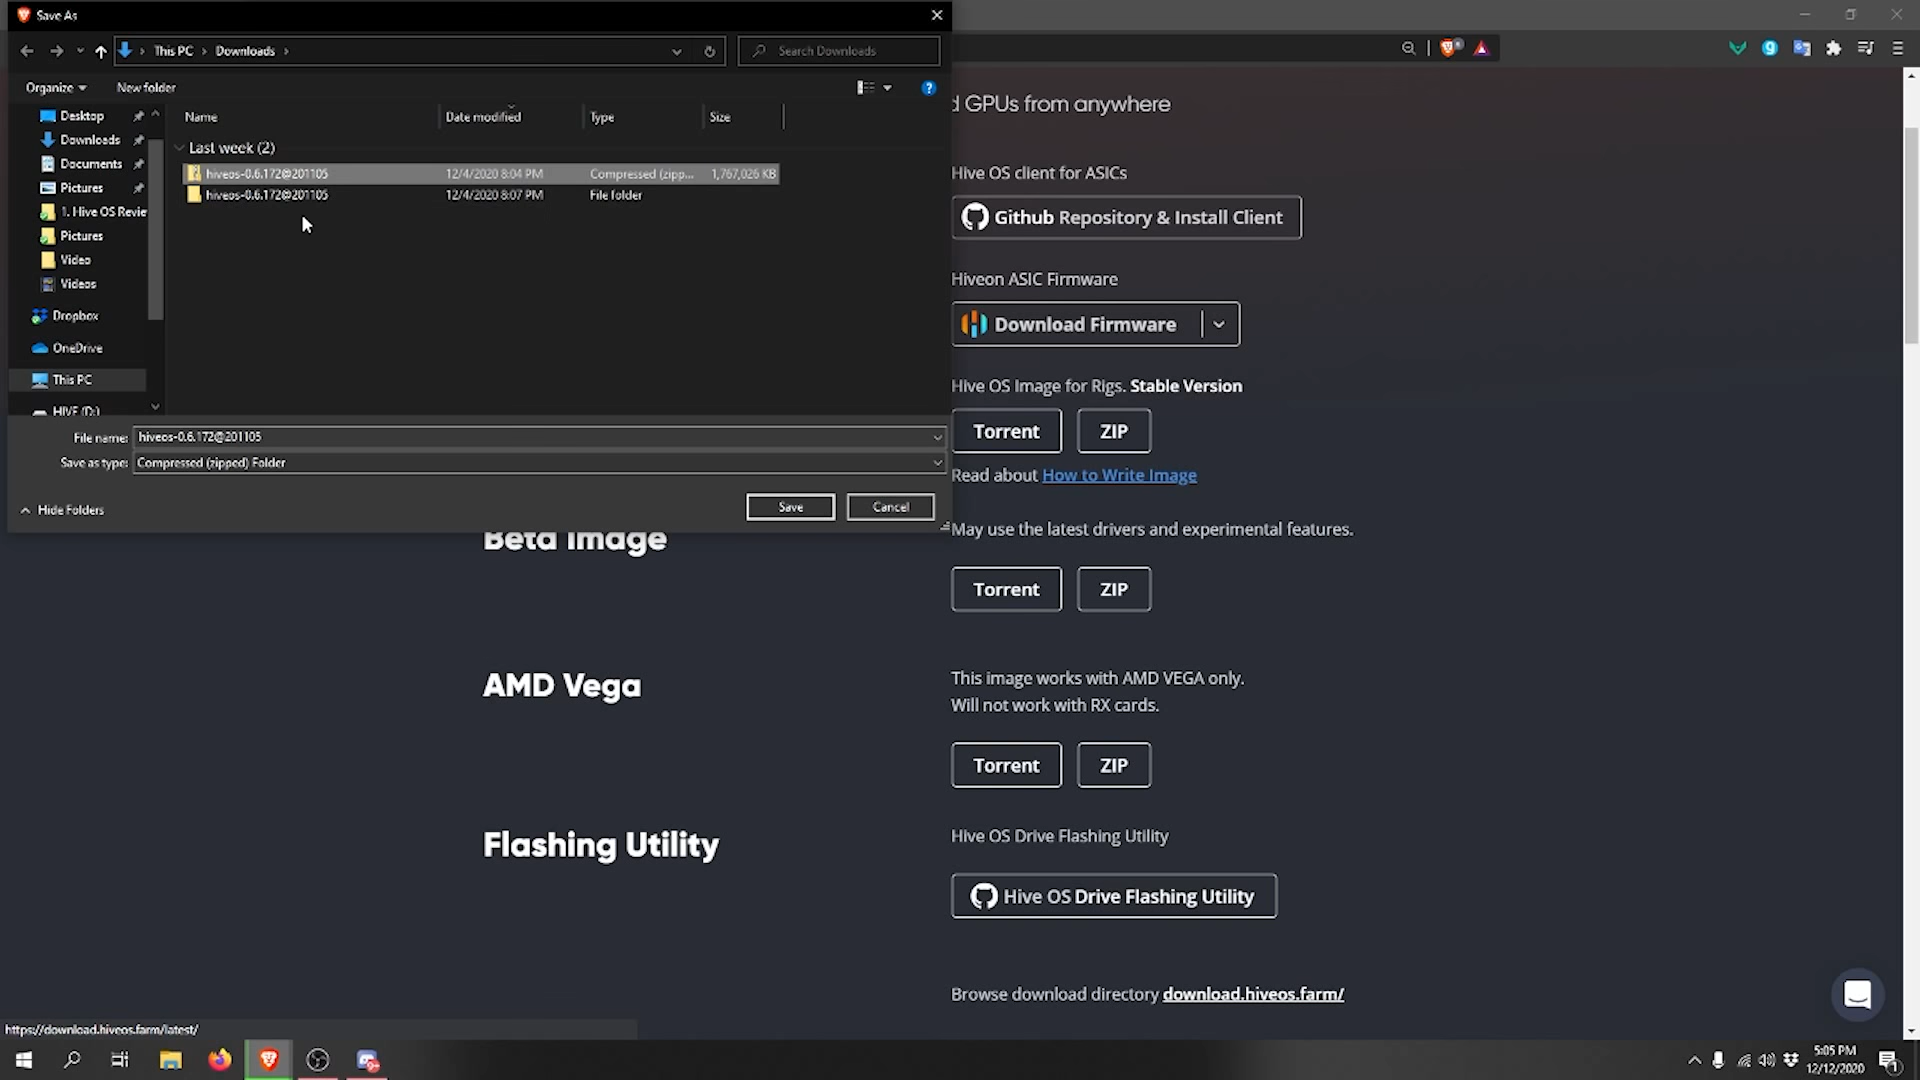 Save As
This PC
Downloads
Search Downloads
Organize
New folder
Name
Date modified
Type
Size
Desktop
Downloads
Documents
Pictures
1. Hive OS Revie
Pictures
Video
Videos
Dropbox
OneDrive
This PC
HIVE (D:)
Last week (2)
hiveos-0.6.172@201105 12/4/2020 8:04 PM Compressed (zipp... 1,767,026 KB
hiveos-0.6.172@201105 12/4/2020 8:07 PM File folder
File name: hiveos-0.6.172@201105
Save as type: Compressed (zipped) Folder
Hide Folders
Save
Cancel
d GPUs from anywhere
Hive OS client for ASICs
Github Repository & Install Client
Hiveon ASIC Firmware
Download Firmware
Hive OS Image for Rigs. Stable Version
Torrent
ZIP
Read about How to Write Image
Beta Image
May use the latest drivers and experimental features.
Torrent
ZIP
AMD Vega
This image works with AMD VEGA only.
Will not work with RX cards.
Torrent
ZIP
Flashing Utility
Hive OS Drive Flashing Utility
Hive OS Drive Flashing Utility
Browse download directory download.hiveos.farm/
https://download.hiveos.farm/latest/
5:05 PM
12/12/2020
1